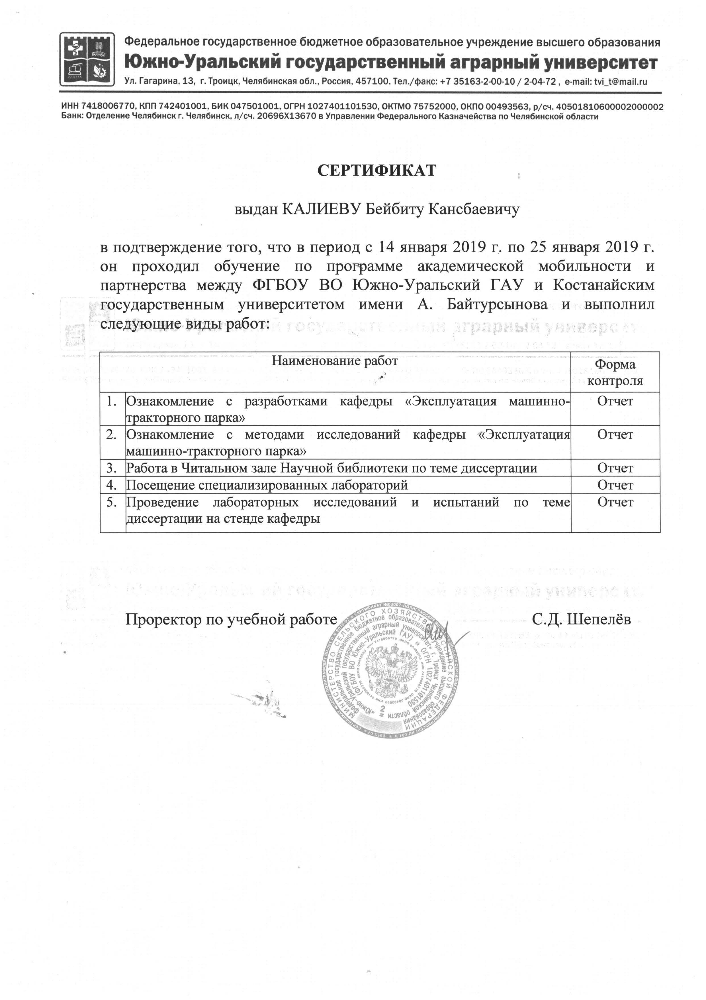 Федеральное государственное бюджетное образовательное учреждение высшего образования
Южно-Уральский государственный аграрный университет
Ул. Гагарина, 13, г. Троицк, Челябинская обл., Россия, 457100. Тел./факс: +7 35163-2-00-10 / 2-04-72 , e-mail: tvi_t@mail.ru
ИНН 7418006770, КПП 742401001, БИК 047501001, ОГРН 1027401101530, ОКТМО 75752000, ОКПО 00493563, р/сч. 40501810600002000002
Банк: Отделение Челябинск г. Челябинск, л/сч. 20696Х13670 в Управлении Федерального Казначейства по Челябинской области
СЕРТИФИКАТ
выдан КАЛИЕВУ Бейбиту Кансбаевичу
в подтверждение того, что в период с 14 января 2019 г. по 25 января 2019 г.
он проходил обучение по программе академической мобильности и
партнерства между ФГБОУ ВО Южно-Уральский ГАУ и Костанайским
государственным университетом имени А. Байтурсынова и выполнил
следующие виды работ:
Наименование работ
Форма
контроля
1. Ознакомление с разработками кафедры «Эксплуатация машинно- Отчет
тракторного парка»
2. Ознакомление с методами исследований кафедры «Эксплуатация Отчет
машинно-тракторного парка»
3. Работа в Читальном зале Научной библиотеки по теме диссертации Отчет
4. Посещение специализированных лабораторий Отчет
5. Проведение лабораторных исследований и испытаний по теме Отчет
диссертации на стенде кафедры
Проректор по учебной работе С.Д. Шепелёв
МИНИСТЕРСТВО СЕЛЬСКОГО ХОЗЯЙСТВА РОССИЙСКОЙ ФЕДЕРАЦИИ
Федеральное государственное бюджетное образовательное учреждение высшего образования
«Южно-Уральский государственный аграрный университет» г. Троицк Челябинской области
(ФГБОУ ВО Южно-Уральский ГАУ) * ОГРН 1027401101530
2